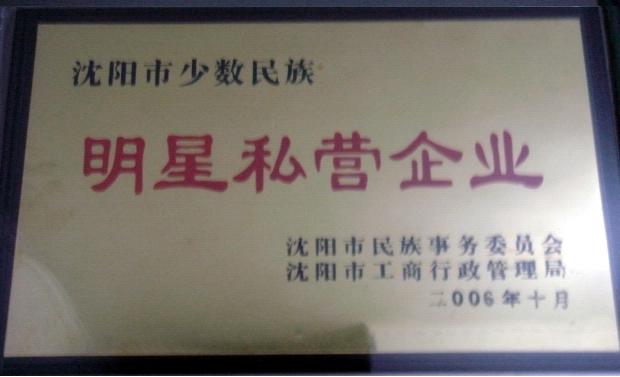 沈阳市少数民族
明星私营企业
沈阳市民族事务委员会
沈阳市工商行政管理局
二006年十月